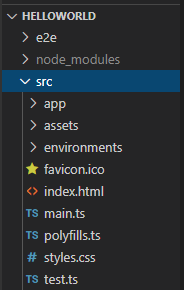 HELLOWORLD
e2e
node_modules
src
app
assets
environments
favicon.ico
index.html
TS main.ts
TS polyfills.ts
# styles.css
TS test.ts